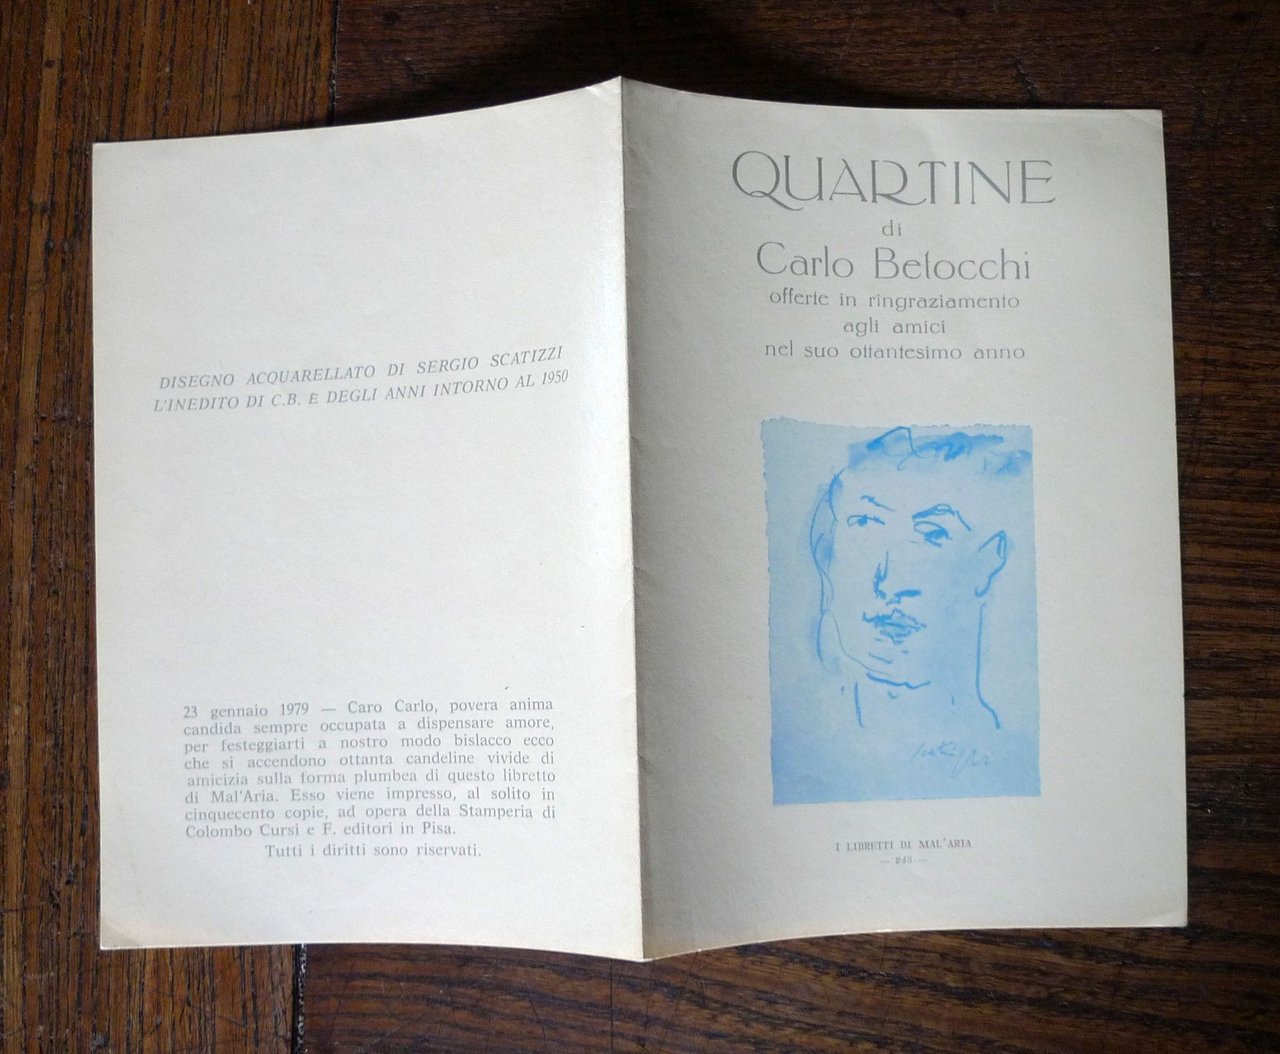 DISEGNO ACQUARELLATO DI SERGIO SCATIZZI
L'INEDITO DI C.B. E DEGLI ANNI INTORNO AL 1950
23 gennaio 1979 — Caro Carlo, povera anima
candida sempre occupata a dispensare amore,
per festeggiarti a nostro modo bislacco ecco
che si accendono ottanta candeline vivide di
amicizia sulla forma plumbea di questo libretto
di Mal'Aria. Esso viene impresso, al solito in
cinquecento copie, ad opera della Stamperia di
Colombo Cursi e F. editori in Pisa.
Tutti i diritti sono riservati.
QUARTINE
di
Carlo Betocchi
offerte in ringraziamento
agli amici
nel suo ottantesimo anno
I LIBRETTI DI MAL'ARIA